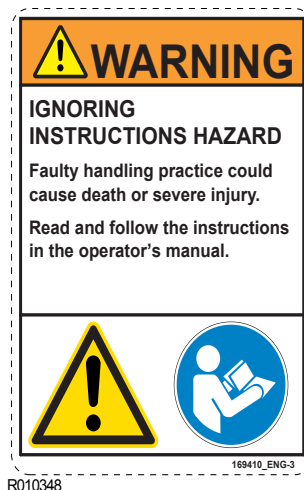 WARNING
IGNORING
INSTRUCTIONS HAZARD
Faulty handling practice could
cause death or severe injury.
Read and follow the instructions
in the operator's manual.
169410_ENG-3
R010348